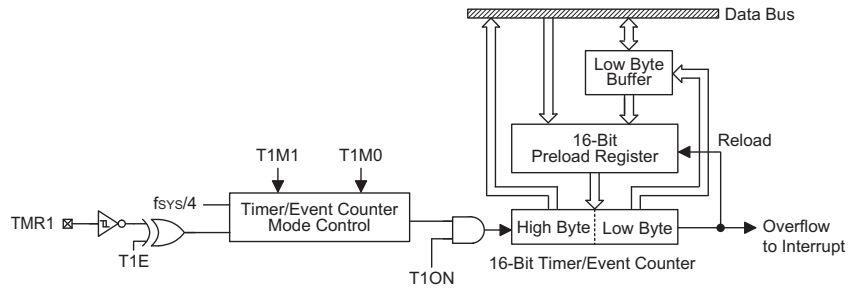 Data Bus
Low Byte
Buffer
16-Bit
Preload Register
Reload
T1M1
T1M0
fSYS/4
Timer/Event Counter
Mode Control
TMR1
T1E
T1ON
High Byte
Low Byte
Overflow
to Interrupt
16-Bit Timer/Event Counter